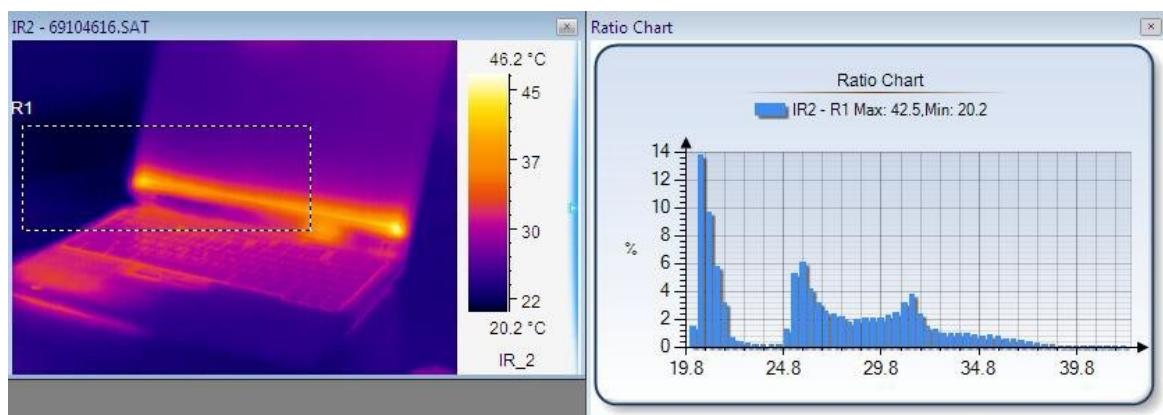 IR2 - 69104616.SAT
R1
46.2 °C
45
37
30
22
20.2 °C
IR_2
Ratio Chart
Ratio Chart
IR2 - R1 Max: 42.5,Min: 20.2
14
12
10
8
6
4
2
0
%
19.8 24.8 29.8 34.8 39.8